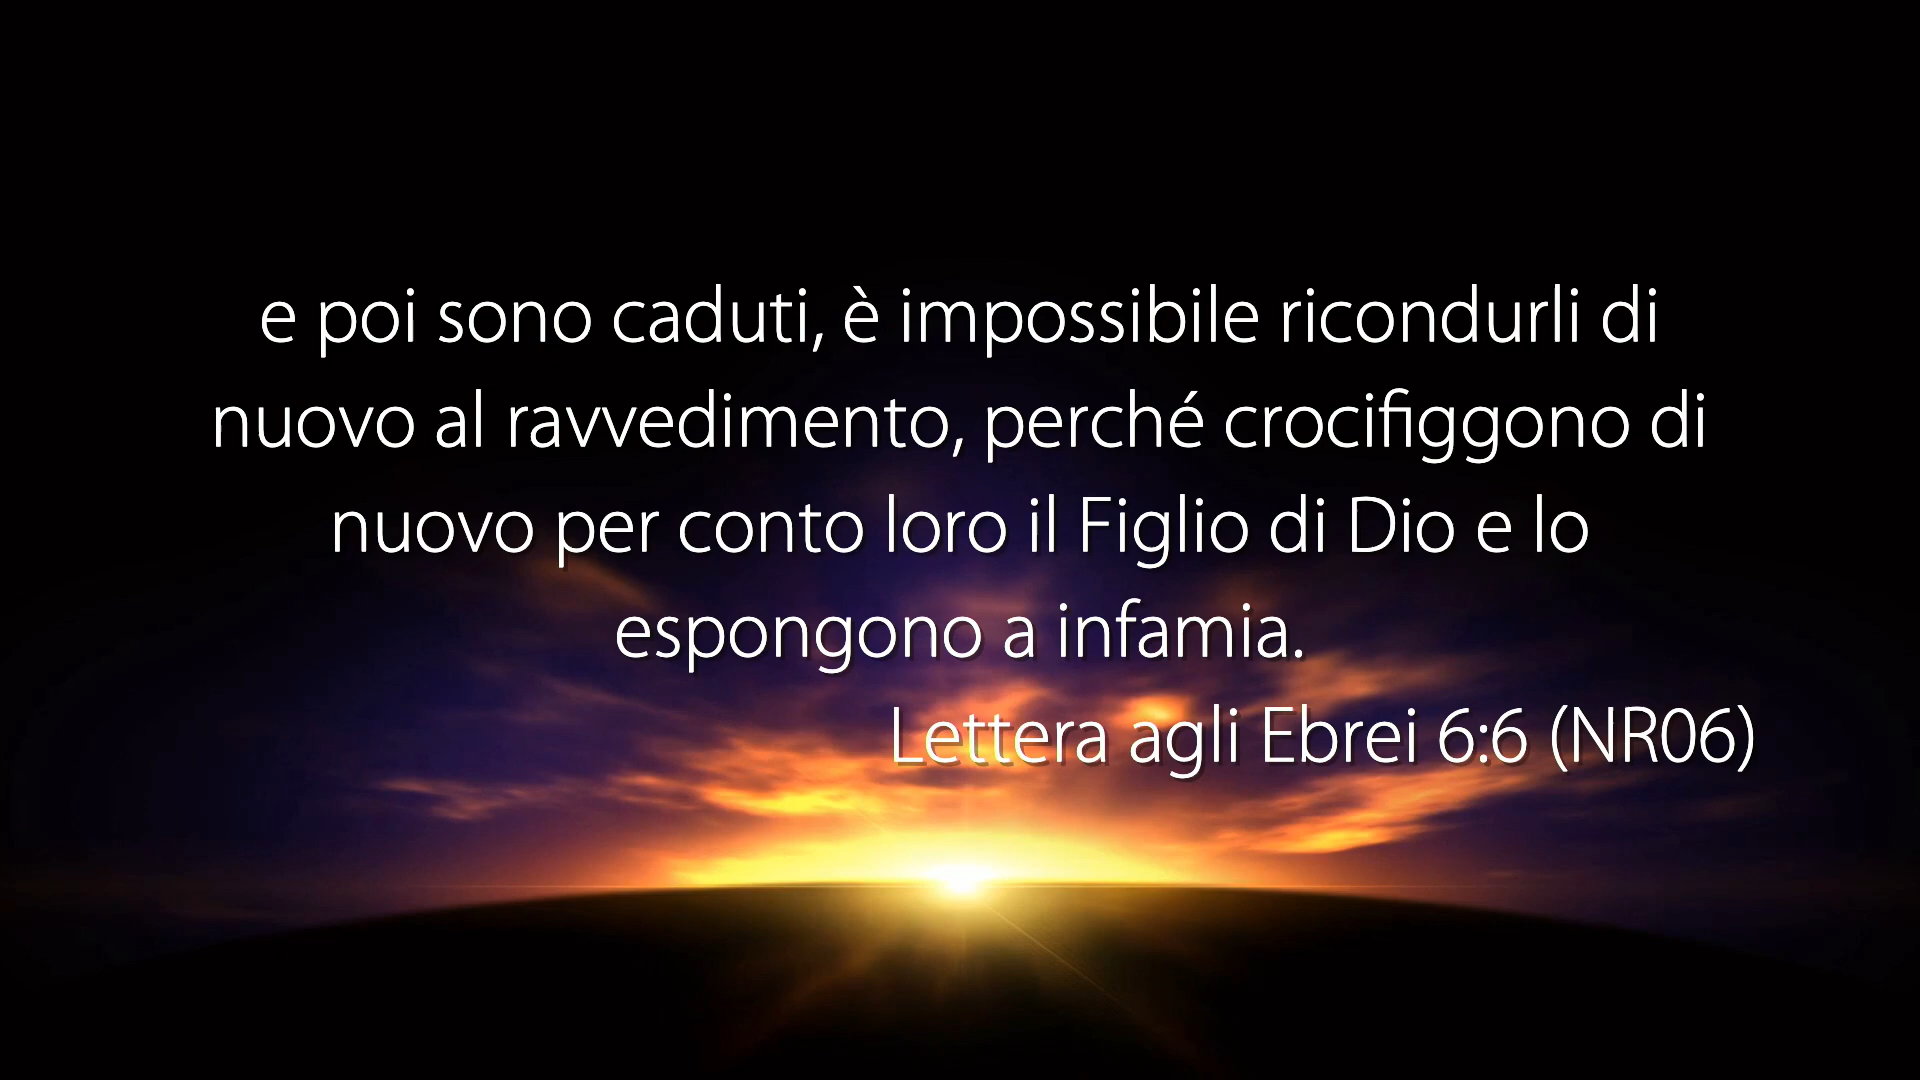 e poi sono caduti, è impossibile ricondurli di
nuovo al ravvedimento, perché crocifiggono di
nuovo per conto loro il Figlio di Dio e lo
espongono a infamia.
Lettera agli Ebrei 6:6 (NR06)